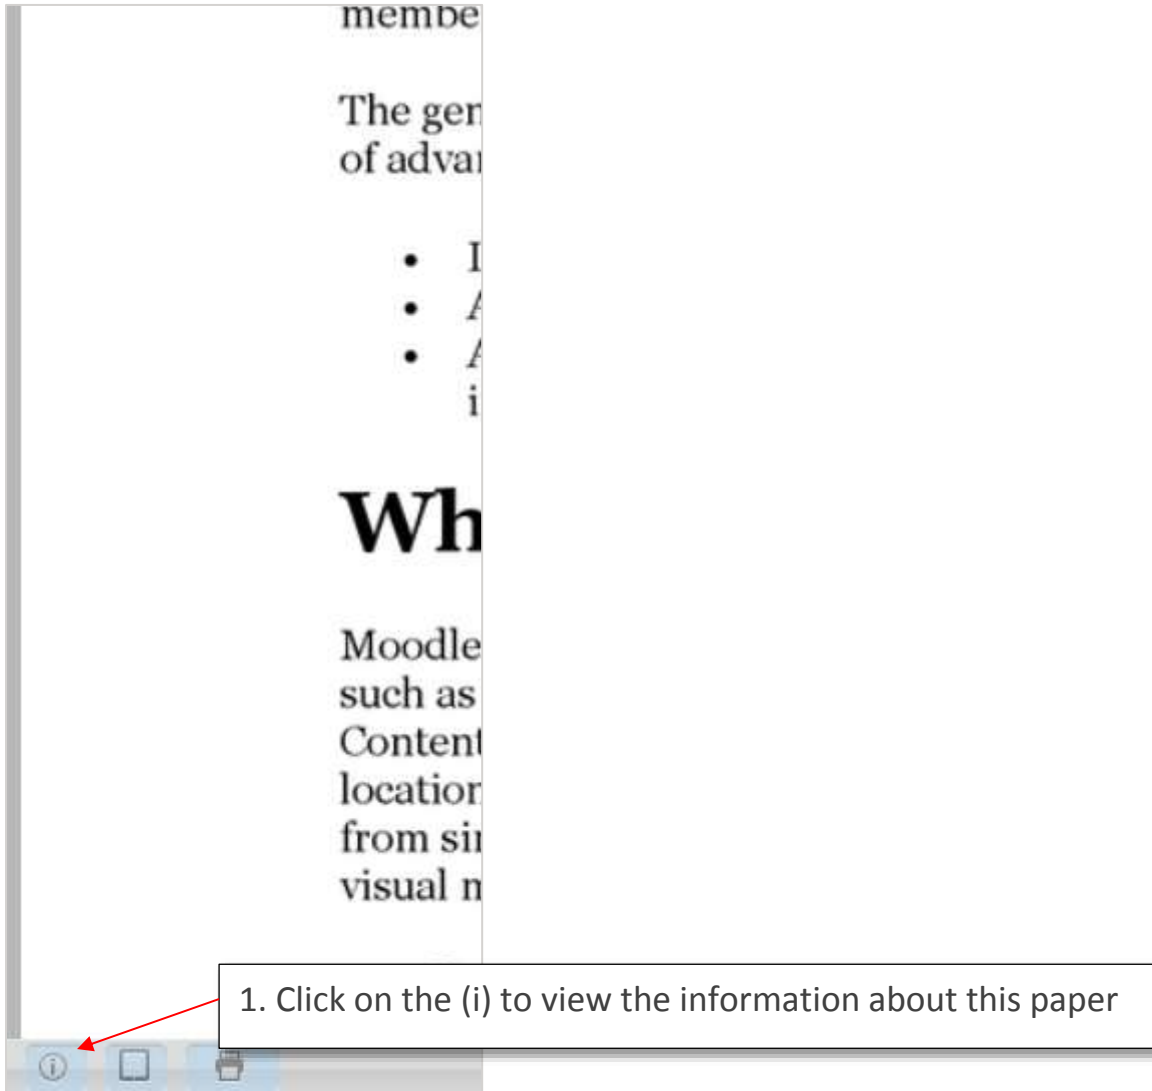 membe
The gen
of adva
• I
• A
• A
i
Wh
Moodle
such as
Content
location
from si
visual m
1. Click on the (i) to view the information about this paper
i